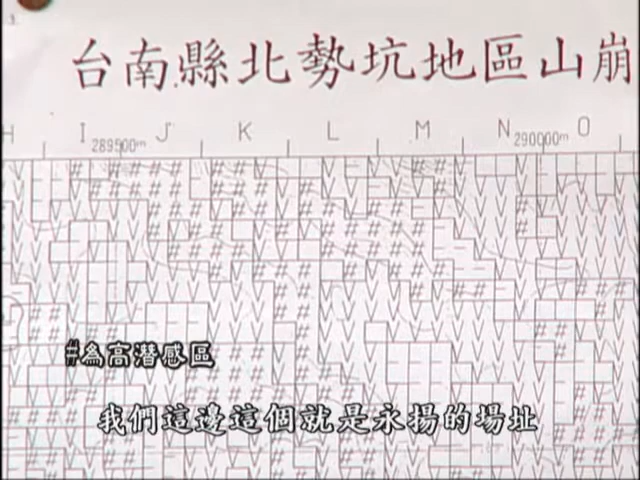 台南縣北勢坑地區山崩
H I J K L M N O
289500m 290000m
#為高潛感區
我們這邊這個就是永揚的場址